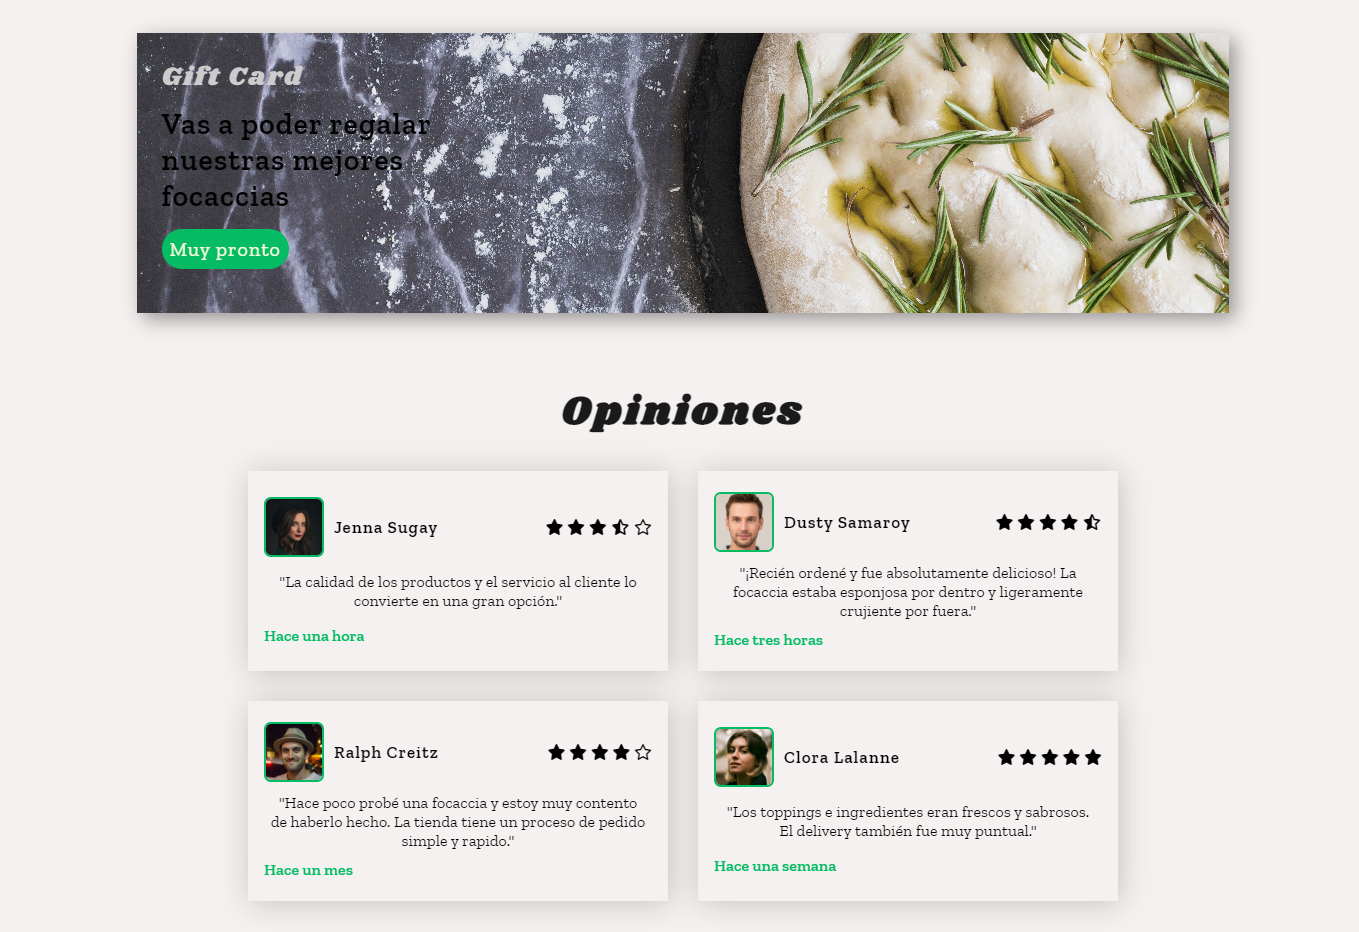 Gift Card
Vas a poder regalar
nuestras mejores
focaccias
Muy pronto
Opiniones
Jenna Sugay
"La calidad de los productos y el servicio al cliente lo
convierte en una gran opción."
Hace una hora
Dusty Samaroy
"¡Recién ordené y fue absolutamente delicioso! La
focaccia estaba esponjosa por dentro y ligeramente
crujiente por fuera."
Hace tres horas
Ralph Creitz
"Hace poco probé una focaccia y estoy muy contento
de haberlo hecho. La tienda tiene un proceso de pedido
simple y rapido."
Hace un mes
Clora Lalanne
"Los toppings e ingredientes eran frescos y sabrosos.
El delivery también fue muy puntual."
Hace una semana